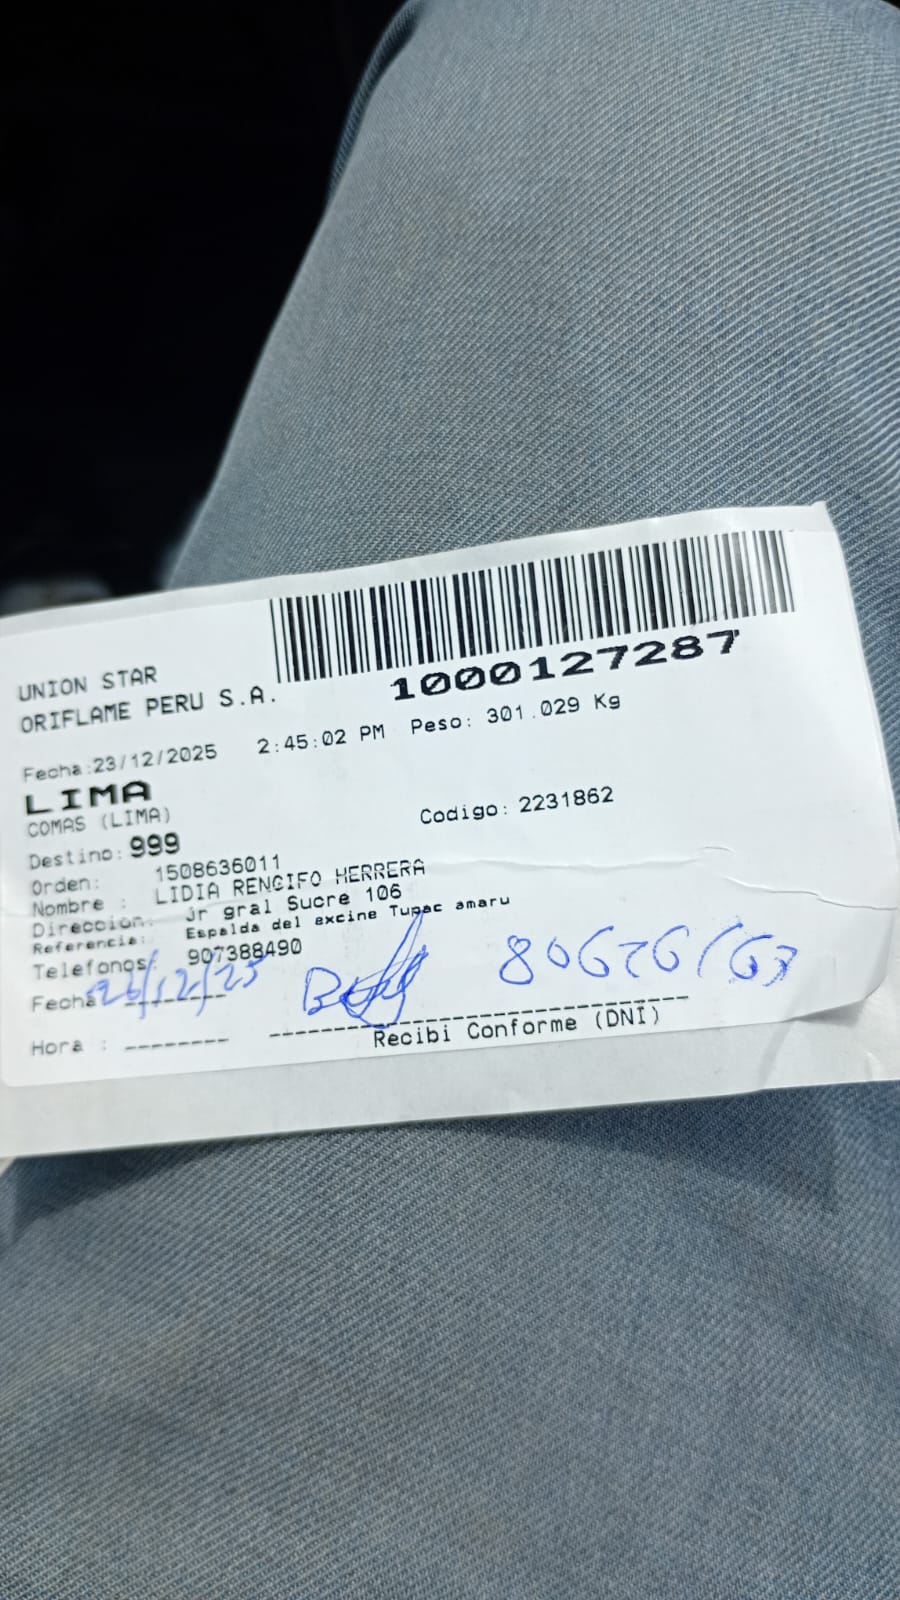 UNION STAR
ORIFLAME PERU S.A.
1000127287
Fecha:23/12/2025 2:45:02 PM Peso: 301.029 Kg
LIMA
COMAS (LIMA)
Codigo: 2231862
Destino: 999
Orden: 1508636011
Nombre : LIDIA RENGIFO HERRERA
Direccion: jr gral Sucre 106
Referencia: Espalda del excine Tupac amaru
Telefonos: 907388490
Fecha 26/12/25
Hora :
Recibi Conforme (DNI)